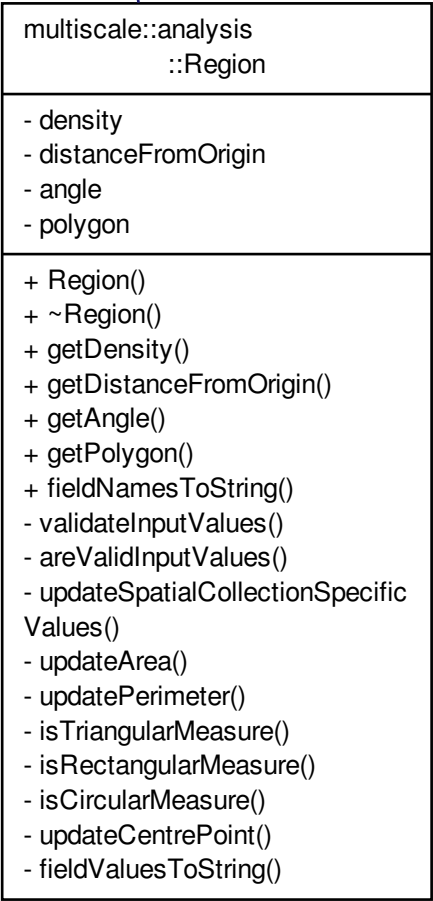 multiscale::analysis
::Region
- density
- distanceFromOrigin
- angle
- polygon
+ Region()
+ ~Region()
+ getDensity()
+ getDistanceFromOrigin()
+ getAngle()
+ getPolygon()
+ fieldNamesToString()
- validateInputValues()
- areValidInputValues()
- updateSpatialCollectionSpecific
Values()
- updateArea()
- updatePerimeter()
- isTriangularMeasure()
- isRectangularMeasure()
- isCircularMeasure()
- updateCentrePoint()
- fieldValuesToString()